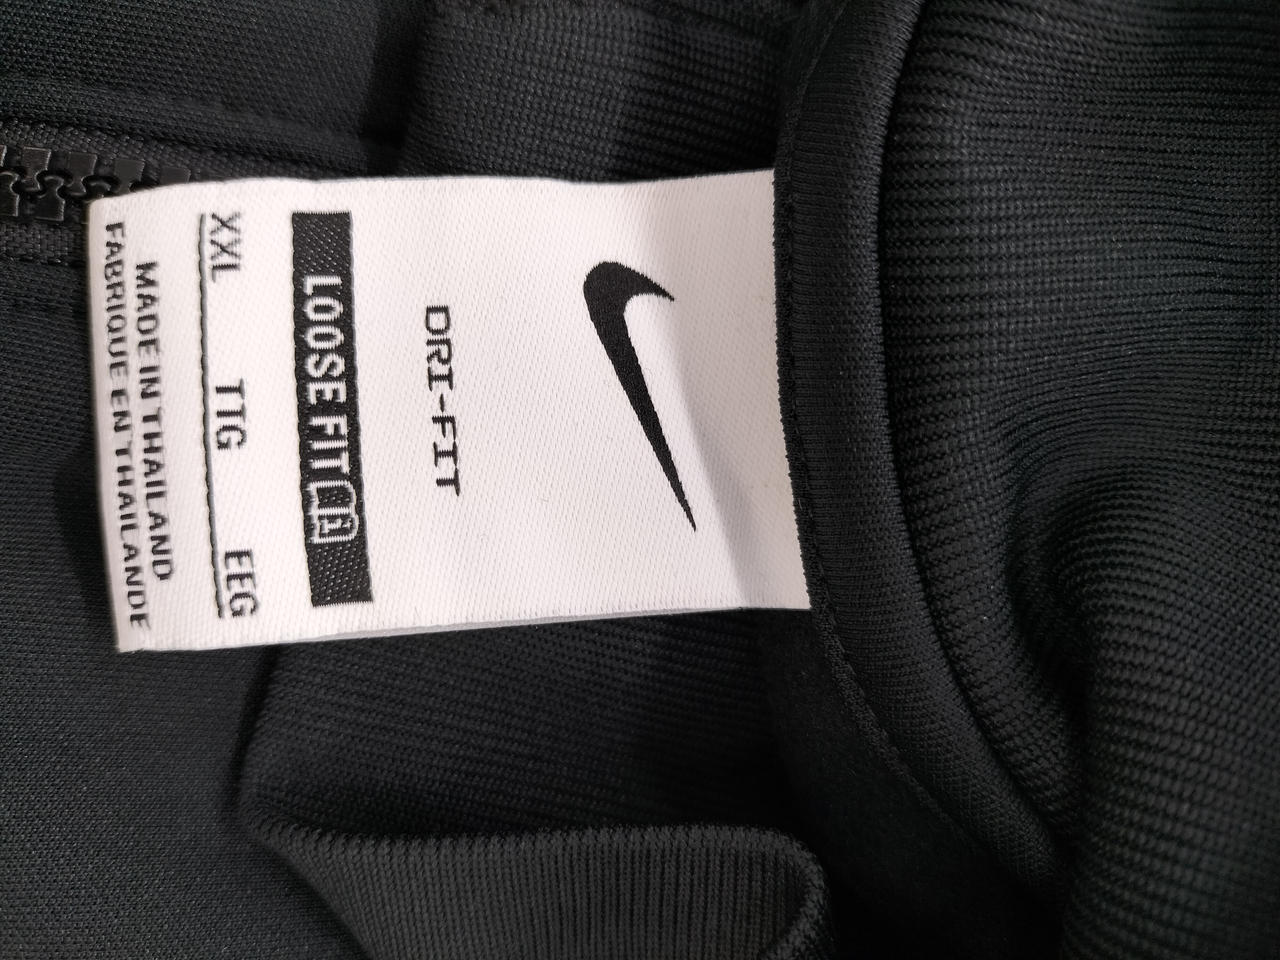 DRI-FIT
LOOSE FIT
XXL TTG EEG
MADE IN THAILAND
FABRIQUE EN THAILANDE